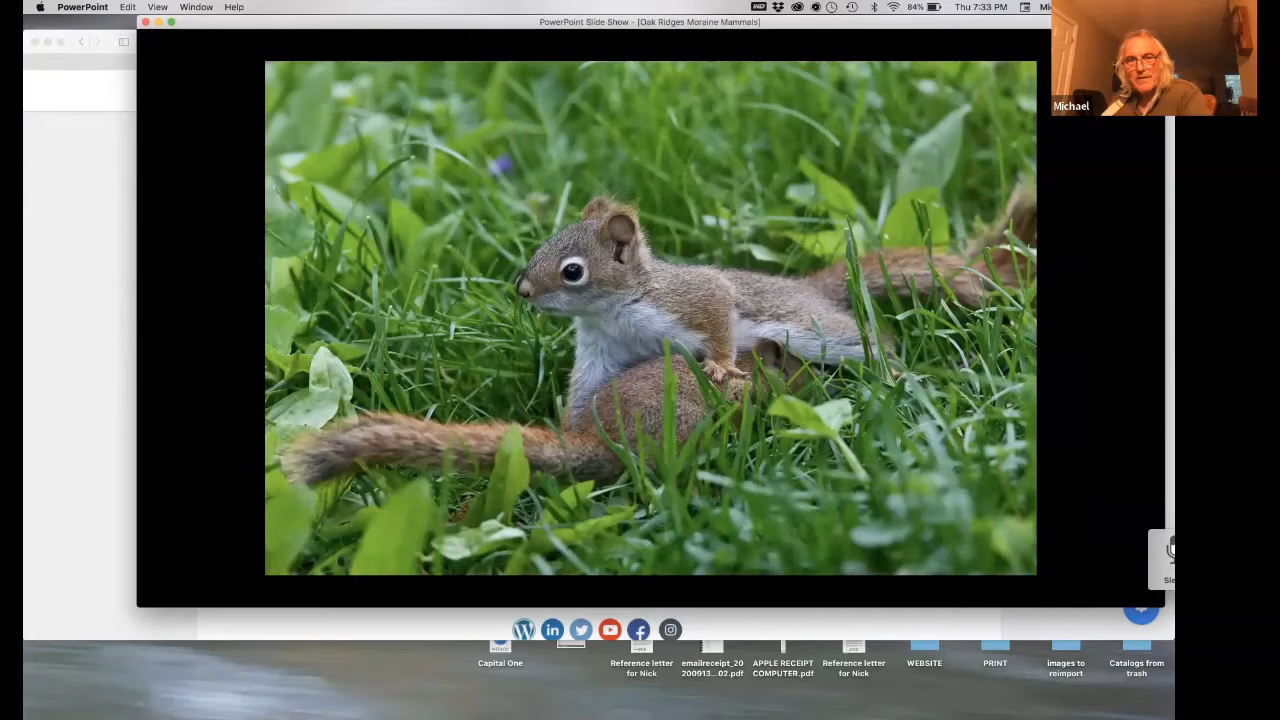 PowerPoint Edit View Window Help
84% Thu 7:33 PM
PowerPoint Slide Show - [Oak Ridges Moraine Mammals]
Michael
Capital One
Reference letter
for Nick
emailreceipt_20
200913...02.pdf
APPLE RECEIPT
COMPUTER.pdf
Reference letter
for Nick
WEBSITE
PRINT
images to
reimport
Catalogs from
trash